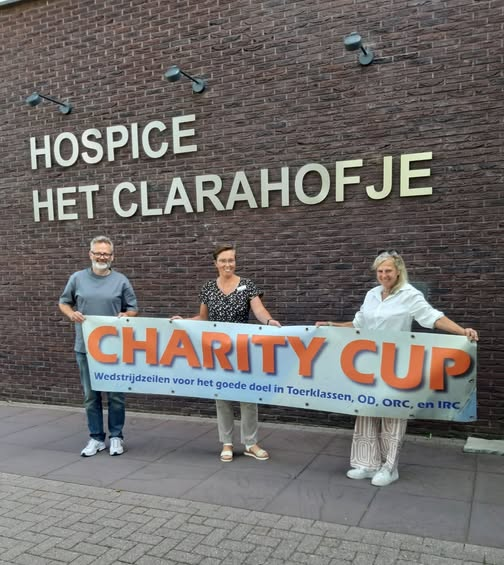 HOSPICE
HET CLARAHOFJE
CHARITY CUP
Wedstrijdzeilen voor het goede doel in Toerklassen, OD, ORC, en IRC